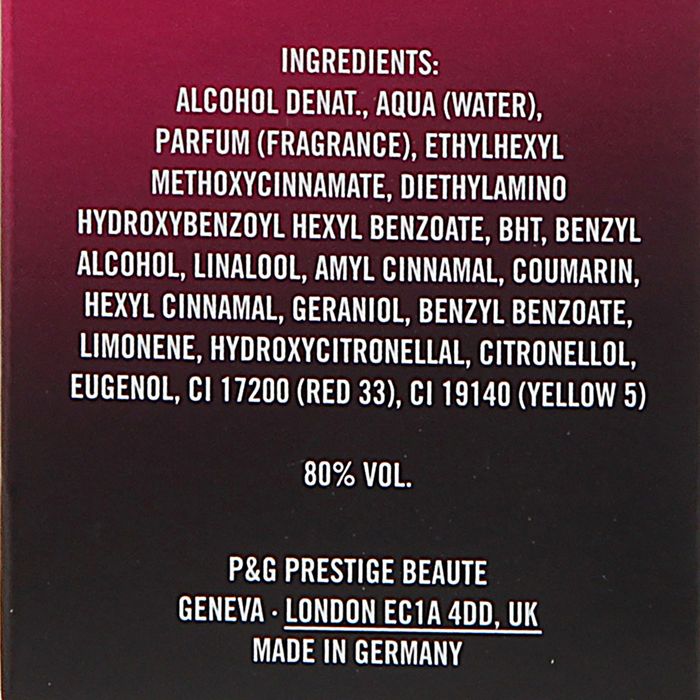 INGREDIENTS:
ALCOHOL DENAT., AQUA (WATER),
PARFUM (FRAGRANCE), ETHYLHEXYL
METHOXYCINNAMATE, DIETHYLAMINO
HYDROXYBENZOYL HEXYL BENZOATE, BHT, BENZYL
ALCOHOL, LINALOOL, AMYL CINNAMAL, COUMARIN,
HEXYL CINNAMAL, GERANIOL, BENZYL BENZOATE,
LIMONENE, HYDROXYCITRONELLAL, CITRONELLOL,
EUGENOL, CI 17200 (RED 33), CI 19140 (YELLOW 5)
80% VOL.
P&G PRESTIGE BEAUTE
GENEVA · LONDON EC1A 4DD, UK
MADE IN GERMANY